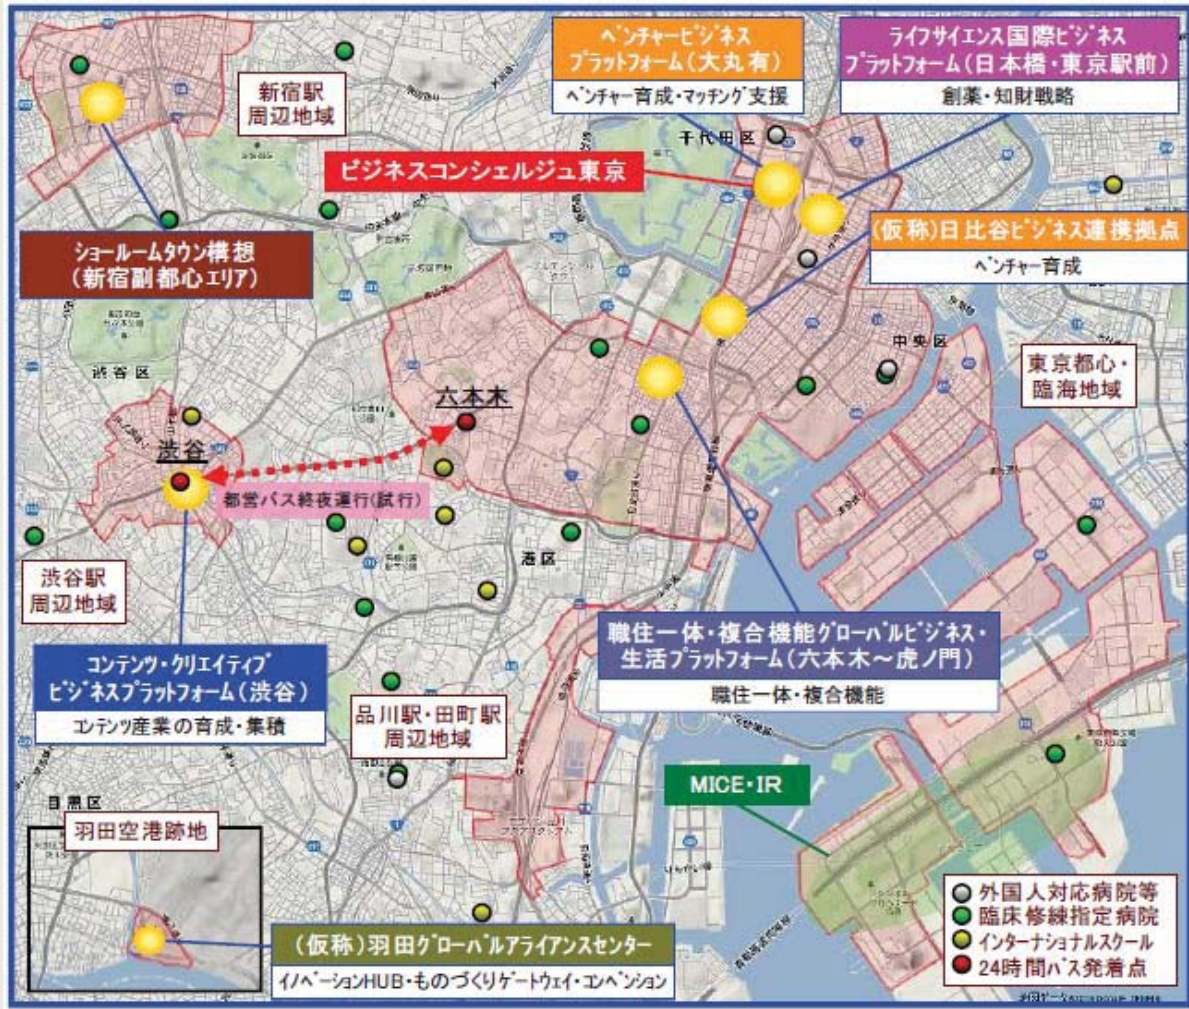 ベンチャービジネス
プラットフォーム(大丸有)
ベンチャー育成・マッチング支援
ライフサイエンス国際ビジネス
プラットフォーム(日本橋・東京駅前)
創薬・知財戦略
新宿駅
周辺地域
千代田区
ビジネスコンシェルジュ東京
(仮称)日比谷ビジネス連携拠点
ベンチャー育成
ショールームタウン構想
(新宿副都心エリア)
中央区
東京都心・
臨海地域
渋谷区
六本木
渋谷
都営バス終夜運行(試行)
港区
渋谷駅
周辺地域
職住一体・複合機能グローバルビジネス・
生活プラットフォーム(六本木～虎ノ門)
職住一体・複合機能
コンテンツ・クリエイティブ
ビジネスプラットフォーム(渋谷)
コンテンツ産業の育成・集積
品川駅・田町駅
周辺地域
MICE・IR
目黒区
羽田空港跡地
(仮称)羽田グローバルアライアンスセンター
イノベーションHUB・ものづくりゲートウェイ・コンベンション
外国人対応病院等
臨床修練指定病院
インターナショナルスクール
24時間バス発着点